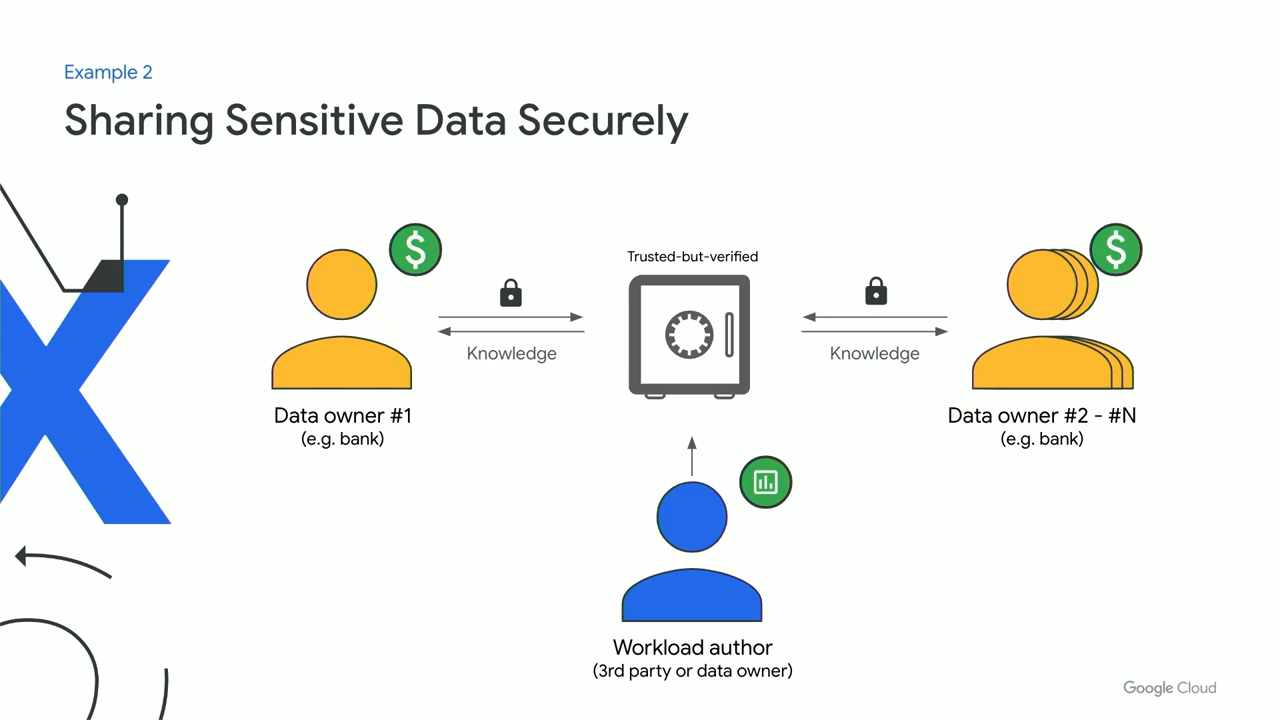 Example 2
Sharing Sensitive Data Securely
Trusted-but-verified
$
$
Knowledge
Knowledge
Data owner #1
(e.g. bank)
Data owner #2 - #N
(e.g. bank)
Workload author
(3rd party or data owner)
Google Cloud